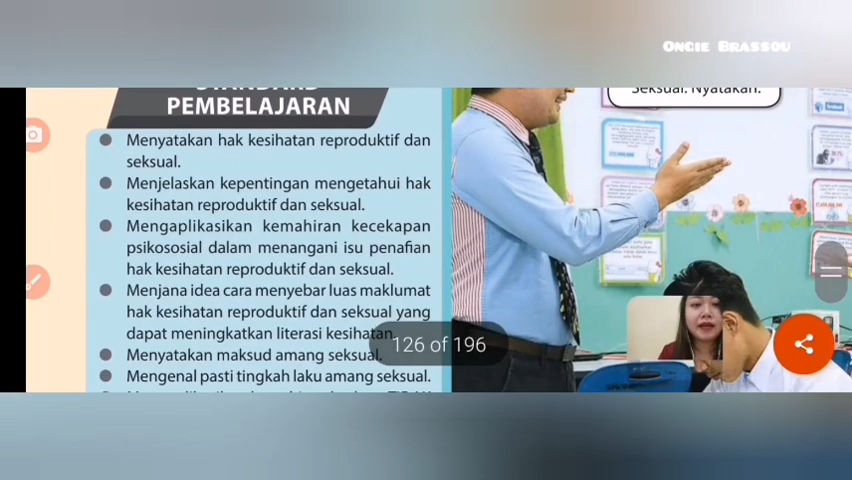 Ongie Brassou
Seksual. Nyatakan.
STANDARD
PEMBELAJARAN
Menyatakan hak kesihatan reproduktif dan
seksual.
Menjelaskan kepentingan mengetahui hak
kesihatan reproduktif dan seksual.
Mengaplikasikan kemahiran kecekapan
psikososial dalam menangani isu penafian
hak kesihatan reproduktif dan seksual.
Menjana idea cara menyebar luas maklumat
hak kesihatan reproduktif dan seksual yang
dapat meningkatkan literasi kesihatan.
Menyatakan maksud amang seksual.
Mengenal pasti tingkah laku amang seksual.
126 of 196